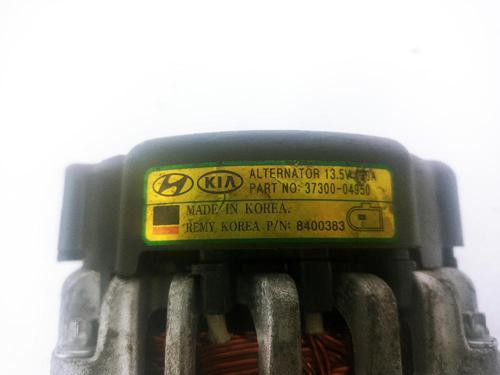 KIA ALTERNATOR 13.5V
PART NO: 37300-04950
MADE IN KOREA.
REMY KOREA P/N: 8400383